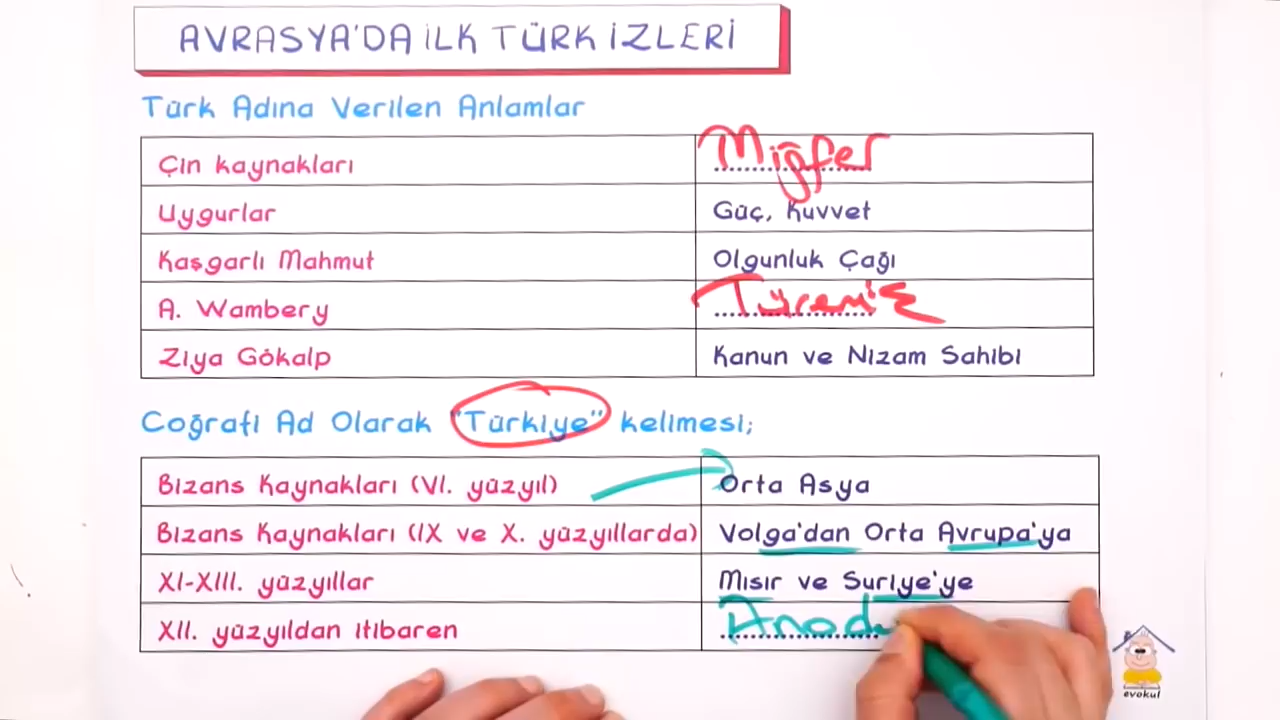 AVRASYA'DA İLK TÜRK İZLERİ
Türk Adına Verilen Anlamlar
Çin kaynakları Miğfer
Uygurlar Güç, Kuvvet
Kaşgarlı Mahmut Olgunluk Çağı
A. Wambery Türemek
Ziya Gökalp Kanun ve Nizam Sahibi
Coğrafi Ad Olarak "Türkiye" kelimesi;
Bizans Kaynakları (VI. yüzyıl) Orta Asya
Bizans Kaynakları (IX ve X. yüzyıllarda) Volga'dan Orta Avrupa'ya
XI-XIII. yüzyıllar Mısır ve Suriye'ye
XII. yüzyıldan itibaren Anad
evokul